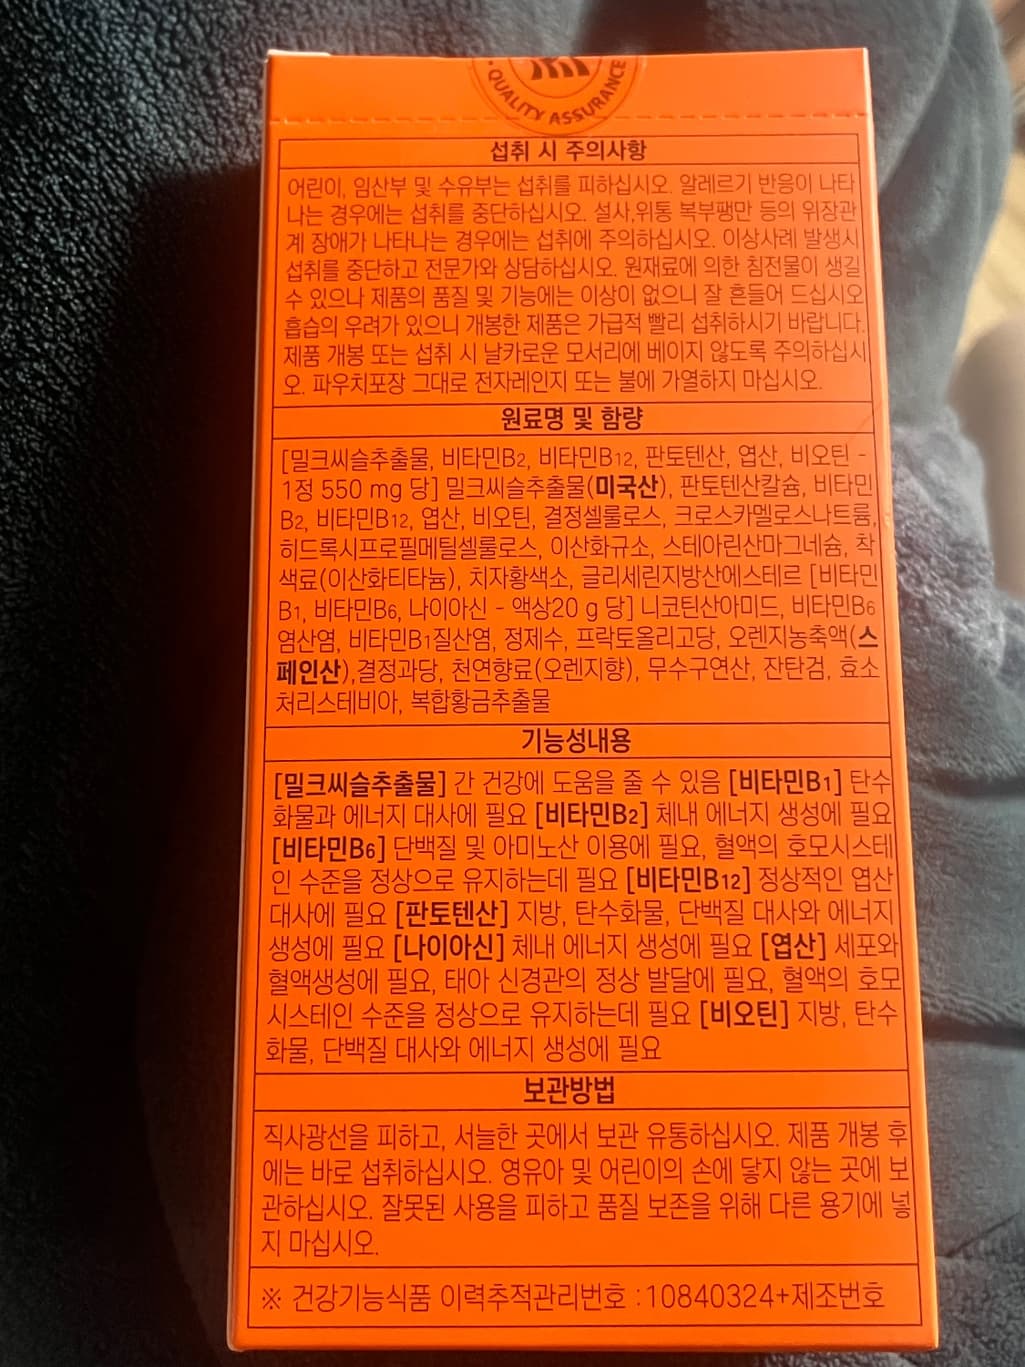 · QUALITY ASSURANCE
섭취 시 주의사항
어린이, 임산부 및 수유부는 섭취를 피하십시오. 알레르기 반응이 나타
나는 경우에는 섭취를 중단하십시오. 설사,위통 복부팽만 등의 위장관
계 장애가 나타나는 경우에는 섭취에 주의하십시오. 이상사례 발생시
섭취를 중단하고 전문가와 상담하십시오. 원재료에 의한 침전물이 생길
수 있으나 제품의 품질 및 기능에는 이상이 없으니 잘 흔들어 드십시오
흡습의 우려가 있으니 개봉한 제품은 가급적 빨리 섭취하시기 바랍니다.
제품 개봉 또는 섭취 시 날카로운 모서리에 베이지 않도록 주의하십시
오. 파우치포장 그대로 전자레인지 또는 불에 가열하지 마십시오.
원료명 및 함량
[밀크씨슬추출물, 비타민B2, 비타민B12, 판토텐산, 엽산, 비오틴 -
1정 550 mg 당] 밀크씨슬추출물(미국산), 판토텐산칼슘, 비타민
B2, 비타민B12, 엽산, 비오틴, 결정셀룰로스, 크로스카멜로스나트륨,
히드록시프로필메틸셀룰로스, 이산화규소, 스테아린산마그네슘, 착
색료(이산화티타늄), 치자황색소, 글리세린지방산에스테르 [비타민
B1, 비타민B6, 나이아신 - 액상20 g 당] 니코틴산아미드, 비타민B6
염산염, 비타민B1질산염, 정제수, 프락토올리고당, 오렌지농축액(스
페인산),결정과당, 천연향료(오렌지향), 무수구연산, 잔탄검, 효소
처리스테비아, 복합황금추출물
기능성내용
[밀크씨슬추출물] 간 건강에 도움을 줄 수 있음 [비타민B1] 탄수
화물과 에너지 대사에 필요 [비타민B2] 체내 에너지 생성에 필요
[비타민B6] 단백질 및 아미노산 이용에 필요, 혈액의 호모시스테
인 수준을 정상으로 유지하는데 필요 [비타민B12] 정상적인 엽산
대사에 필요 [판토텐산] 지방, 탄수화물, 단백질 대사와 에너지
생성에 필요 [나이아신] 체내 에너지 생성에 필요 [엽산] 세포와
혈액생성에 필요, 태아 신경관의 정상 발달에 필요, 혈액의 호모
시스테인 수준을 정상으로 유지하는데 필요 [비오틴] 지방, 탄수
화물, 단백질 대사와 에너지 생성에 필요
보관방법
직사광선을 피하고, 서늘한 곳에서 보관 유통하십시오. 제품 개봉 후
에는 바로 섭취하십시오. 영유아 및 어린이의 손에 닿지 않는 곳에 보
관하십시오. 잘못된 사용을 피하고 품질 보존을 위해 다른 용기에 넣
지 마십시오.
※ 건강기능식품 이력추적관리번호 :10840324+제조번호